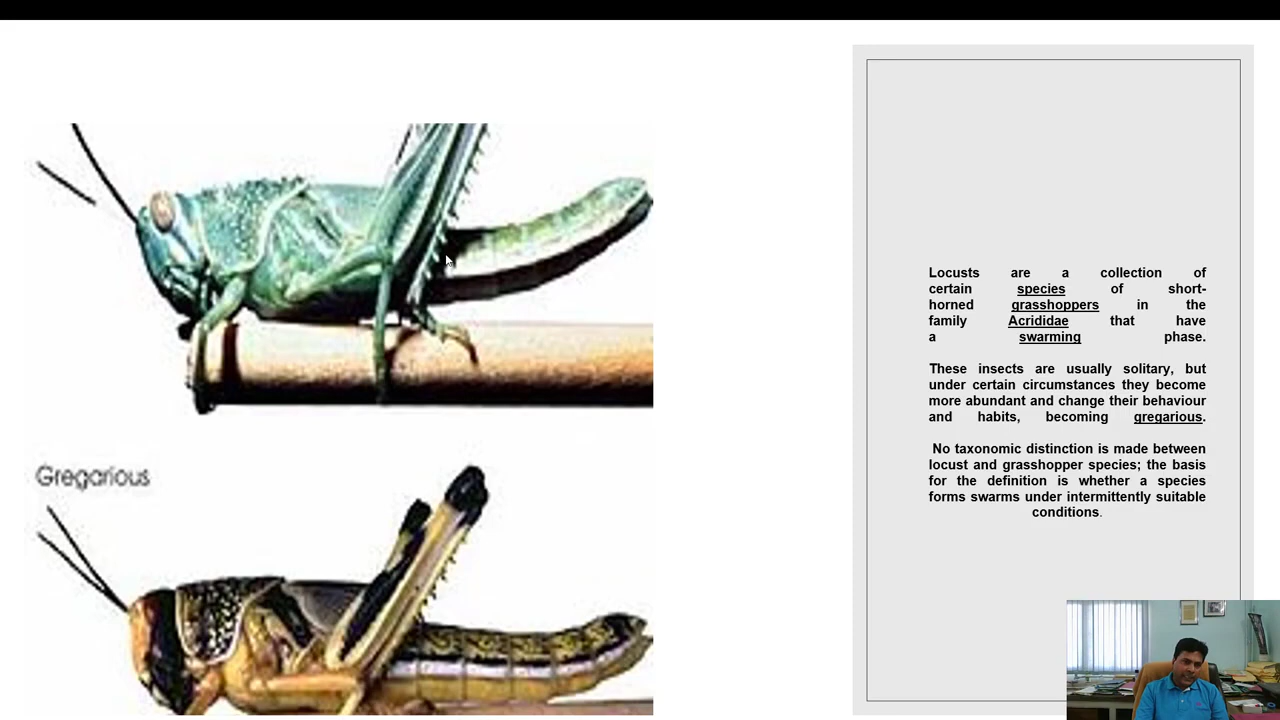 Gregarious
Locusts are a collection of
certain species of short-
horned grasshoppers in the
family Acrididae that have
a swarming phase.
These insects are usually solitary, but
under certain circumstances they become
more abundant and change their behaviour
and habits, becoming gregarious.
No taxonomic distinction is made between
locust and grasshopper species; the basis
for the definition is whether a species
forms swarms under intermittently suitable
conditions.